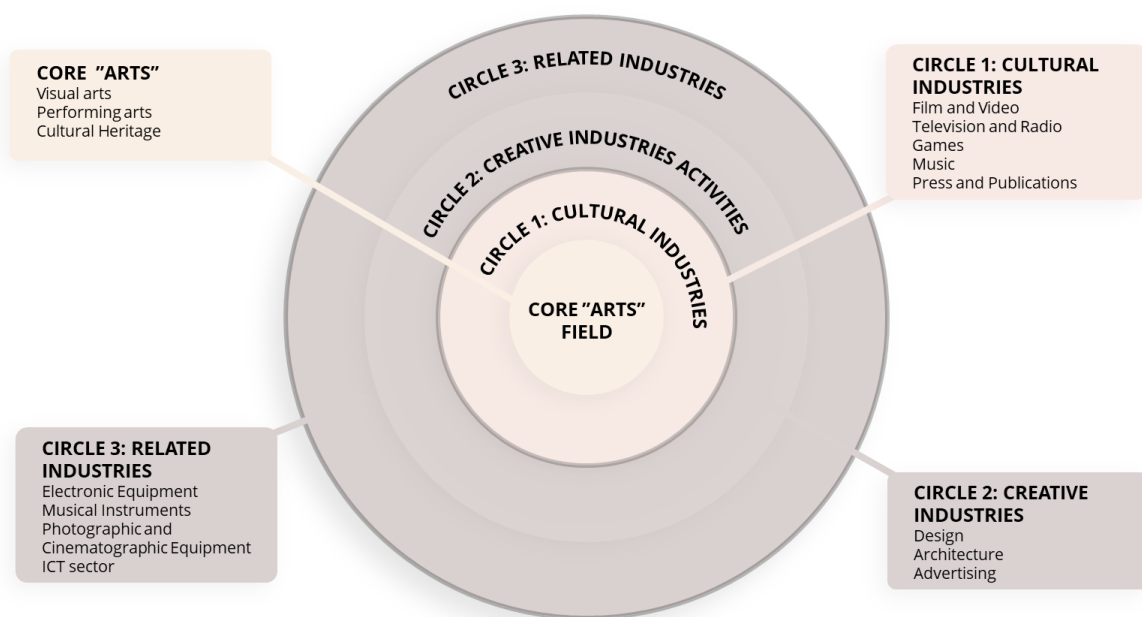 CORE ”ARTS”
Visual arts
Performing arts
Cultural Heritage
CIRCLE 3: RELATED INDUSTRIES
CIRCLE 2: CREATIVE INDUSTRIES ACTIVITIES
CIRCLE 1: CULTURAL INDUSTRIES
CORE ”ARTS”
FIELD
CIRCLE 1: CULTURAL
INDUSTRIES
Film and Video
Television and Radio
Games
Music
Press and Publications
CIRCLE 3: RELATED
INDUSTRIES
Electronic Equipment
Musical Instruments
Photographic and
Cinematographic Equipment
ICT sector
CIRCLE 2: CREATIVE
INDUSTRIES
Design
Architecture
Advertising